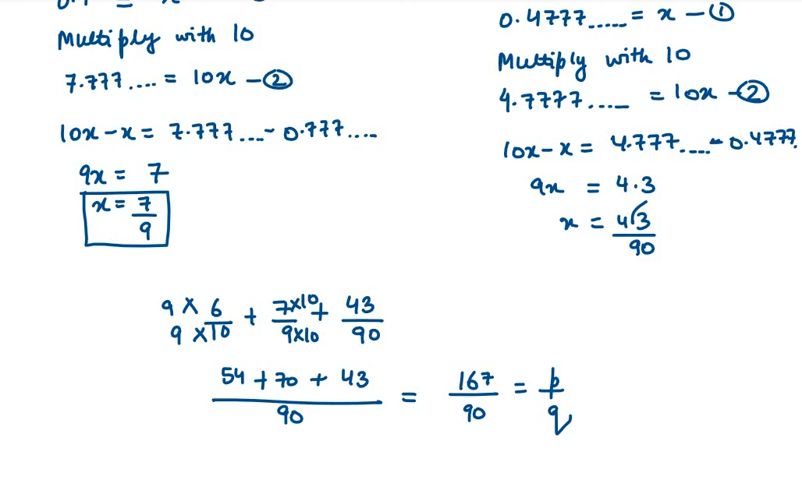 Multiply with 10
7.777.... = 10x - ②
10x - x = 7.777... - 0.777....
9x = 7
x = 7/9
0.4777..... = x - ①
Multiply with 10
4.7777..... = 10x - ②
10x - x = 4.777..... - 0.4777.
9x = 4.3
x = 43/90
9 × 6/9 × 10 + 7×10/9×10 + 43/90
54 + 70 + 43/90 = 167/90 = p/q